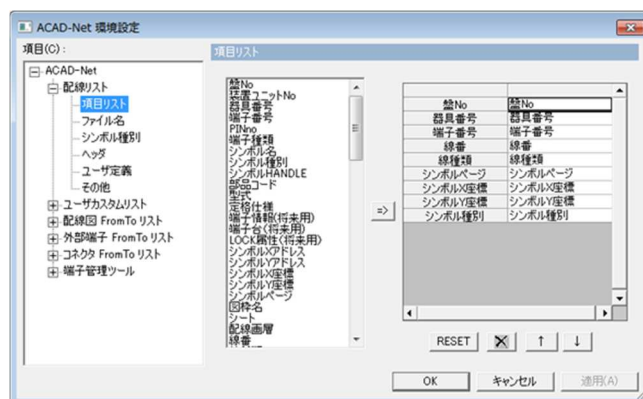 ACAD-Net 環境設定
項目(C):
項目リスト
ACAD-Net
配線リスト
項目リスト
ファイル名
シンボル種別
ヘッダ
ユーザ定義
その他
ユーザカスタムリスト
配線図 FromTo リスト
外部端子 FromTo リスト
コネクタ FromTo リスト
端子管理ツール
盤No
装置ユニットNo
器具番号
端子番号
PINno
端子種類
シンボル名
シンボル種別
シンボルHANDLE
部品コード
型式
定格仕様
端子情報(将来用)
端子台(将来用)
LOCK属性(将来用)
シンボルXアドレス
シンボルYアドレス
シンボルX座標
シンボルY座標
シンボルページ
図枠名
シート
配線画層
線番
=>
盤No 盤No
器具番号 器具番号
端子番号 端子番号
線番 線番
線種類 線種類
シンボルページ シンボルページ
シンボルX座標 シンボルX座標
シンボルY座標 シンボルY座標
シンボル種別 シンボル種別
RESET
↑
↓
OK
キャンセル
適用(A)